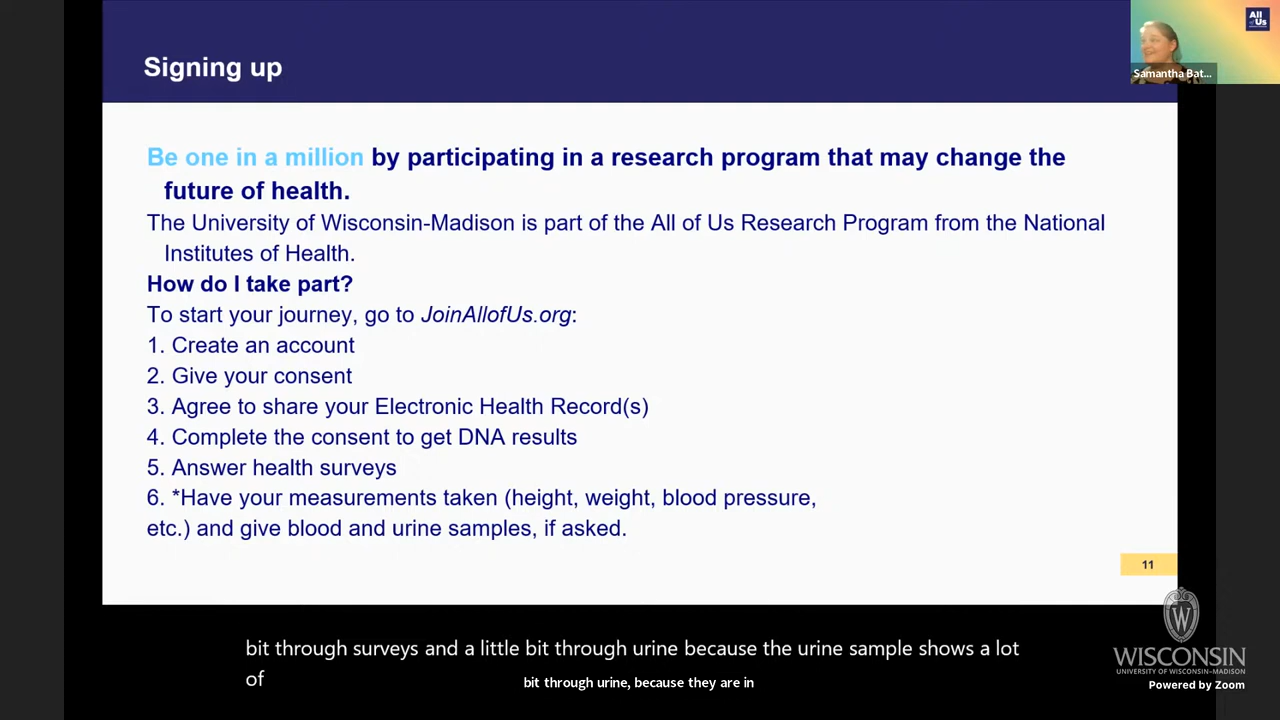 Signing up
All
of Us
Samantha Bat...
Be one in a million by participating in a research program that may change the
future of health.
The University of Wisconsin-Madison is part of the All of Us Research Program from the National
Institutes of Health.
How do I take part?
To start your journey, go to JoinAllofUs.org:
1. Create an account
2. Give your consent
3. Agree to share your Electronic Health Record(s)
4. Complete the consent to get DNA results
5. Answer health surveys
6. *Have your measurements taken (height, weight, blood pressure,
etc.) and give blood and urine samples, if asked.
11
bit through surveys and a little bit through urine because the urine sample shows a lot
of
bit through urine, because they are in
W
WISCONSIN
UNIVERSITY OF WISCONSIN–MADISON
Powered by Zoom